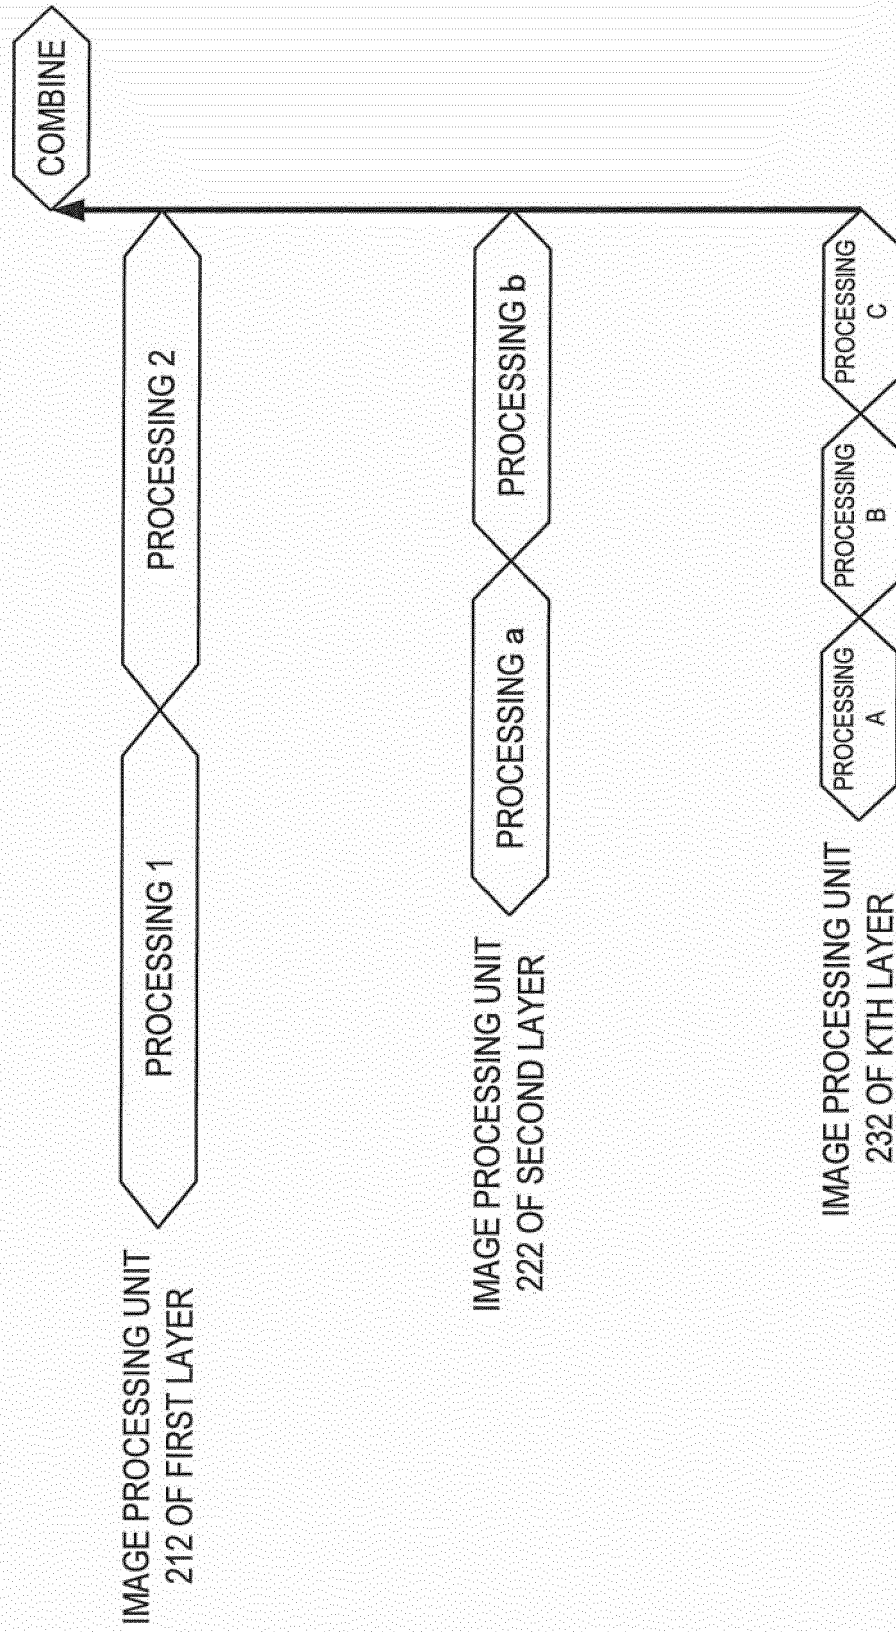 COMBINE
IMAGE PROCESSING UNIT
212 OF FIRST LAYER
PROCESSING 1
PROCESSING 2
IMAGE PROCESSING UNIT
222 OF SECOND LAYER
PROCESSING a
PROCESSING b
IMAGE PROCESSING UNIT
232 OF KTH LAYER
PROCESSING
A
PROCESSING
B
PROCESSING
C